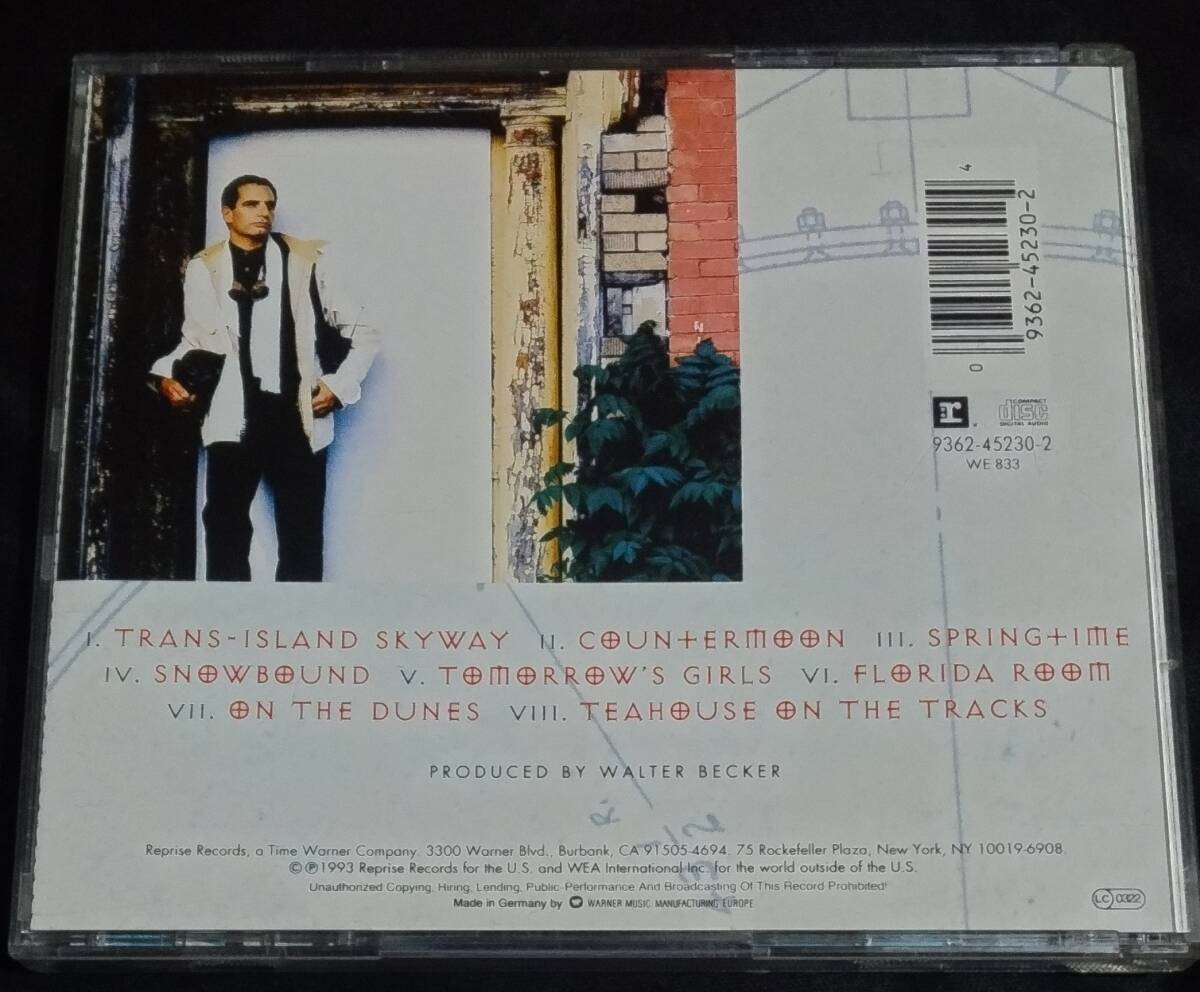 4
9362-45230-2
0
r
COMPACT
disc
DIGITAL AUDIO
9362-45230-2
WE 833
I. TRANS-ISLAND SKYWAY II. COUNTERMOON III. SPRINGTIME
IV. SNOWBOUND V. TOMORROW'S GIRLS VI. FLORIDA ROOM
VII. ON THE DUNES VIII. TEAHOUSE ON THE TRACKS
PRODUCED BY WALTER BECKER
Reprise Records, a Time Warner Company. 3300 Warner Blvd., Burbank, CA 91505-4694. 75 Rockefeller Plaza, New York, NY 10019-6908.
©℗1993 Reprise Records for the U.S. and WEA International Inc. for the world outside of the U.S.
Unauthorized Copying, Hiring, Lending, Public Performance And Broadcasting Of This Record Prohibited!
Made in Germany by WARNER MUSIC MANUFACTURING EUROPE
LC 0322